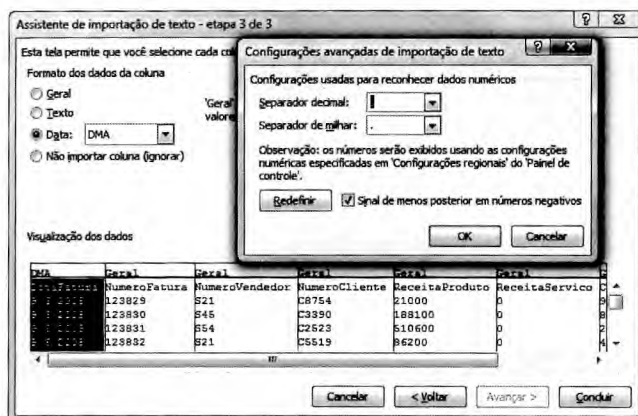 Assistente de importação de texto - etapa 3 de 3
Esta tela permite que você selecione cada
Formato dos dados da coluna
Geral
Texto
Data: DMA
Não importar coluna (ignorar)
'Geral'
Configurações avançadas de importação de texto
Configurações usadas para reconhecer dados numéricos
Separador decimal:
Separador de milhar: .
Observação: os números serão exibidos usando as configurações
numéricas especificadas em 'Configurações regionais' do 'Painel de
controle'.
Redefinir
Sinal de menos posterior em números negativos
OK
Cancelar
Visualização dos dados
DMA Geral Geral Geral Geral Geral
DataFatura NumeroFatura NumeroVendedor NumeroCliente ReceitaProduto ReceitaServico
123829 S21 C8754 21000 0
123830 S45 C3390 188100 0
123831 S54 C2523 510600 0
123832 S21 C5519 86200 0
Cancelar
< Voltar
Avançar >
Concluir